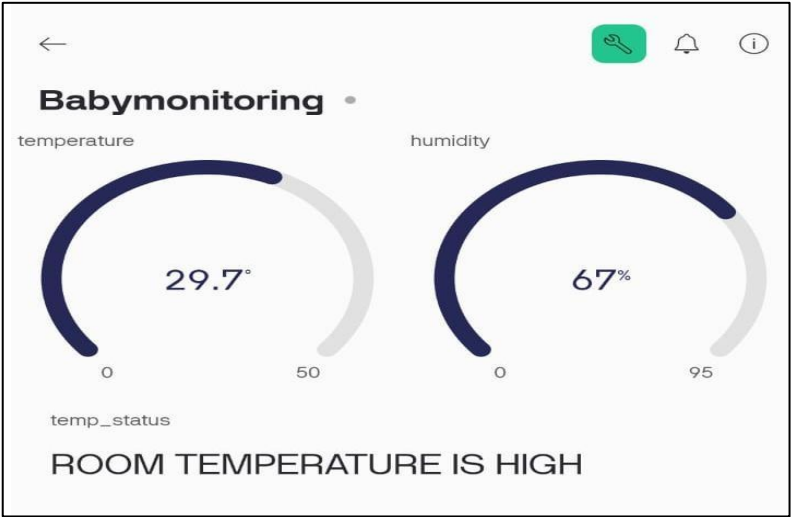 Babymonitoring
temperature
humidity
29.7°
67%
0
50
0
95
temp_status
ROOM TEMPERATURE IS HIGH